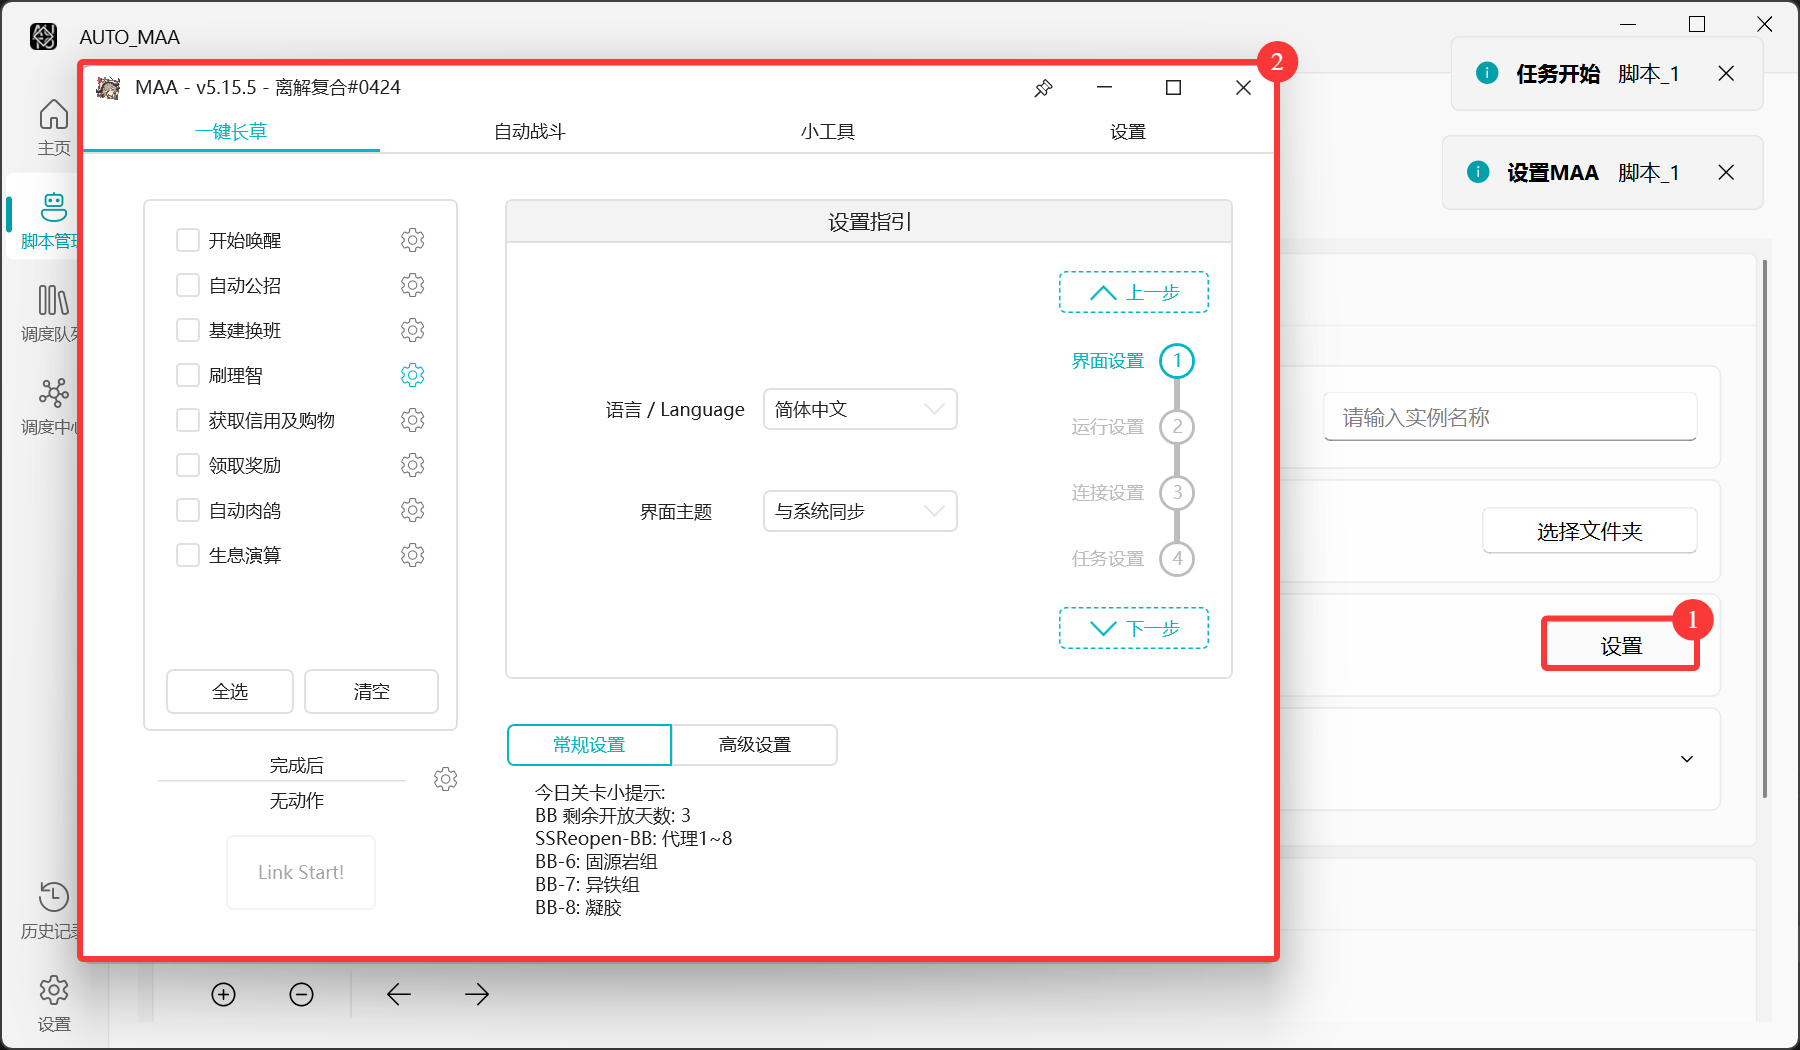 AUTO_MAA
任务开始 脚本_1
设置MAA 脚本_1
主页
脚本管理
调度队列
调度中心
历史记录
设置
2
MAA - v5.15.5 - 离解复合#0424
一键长草
自动战斗
小工具
设置
开始唤醒
自动公招
基建换班
刷理智
获取信用及购物
领取奖励
自动肉鸽
生息演算
全选
清空
完成后
无动作
Link Start!
设置指引
上一步
语言 / Language
简体中文
界面主题
与系统同步
界面设置 1
运行设置 2
连接设置 3
任务设置 4
下一步
常规设置
高级设置
今日关卡小提示:
BB 剩余开放天数: 3
SSReopen-BB: 代理1~8
BB-6: 固源岩组
BB-7: 异铁组
BB-8: 凝胶
请输入实例名称
选择文件夹
1
设置